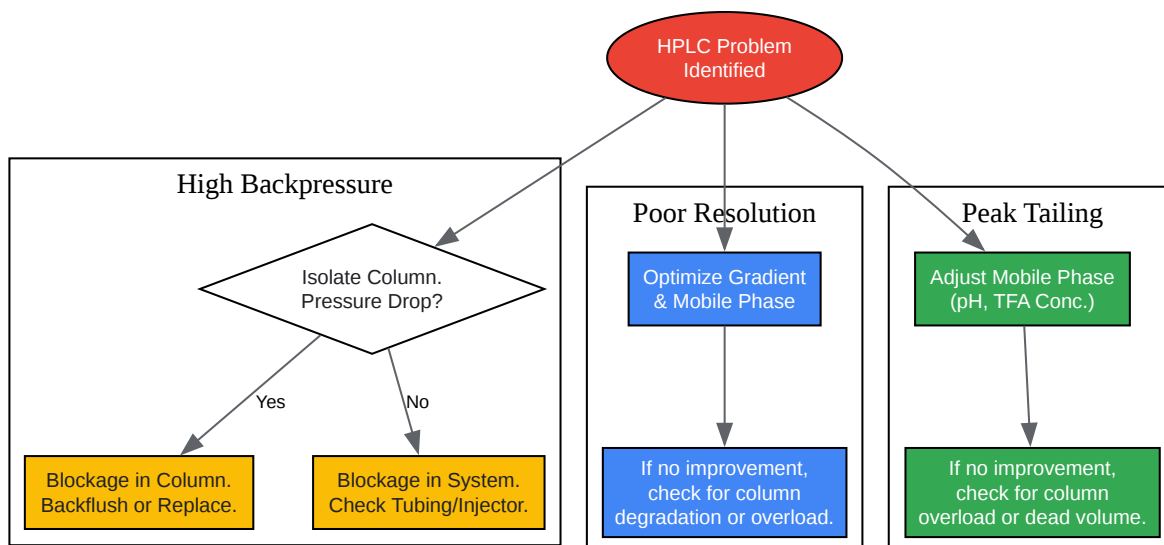 HPLC Problem
Identified
High Backpressure
Isolate Column.
Pressure Drop?
Yes
No
Blockage in Column.
Backflush or Replace.
Blockage in System.
Check Tubing/Injector.
Poor Resolution
Optimize Gradient
& Mobile Phase
If no improvement,
check for column
degradation or overload.
Peak Tailing
Adjust Mobile Phase
(pH, TFA Conc.)
If no improvement,
check for column
overload or dead volume.